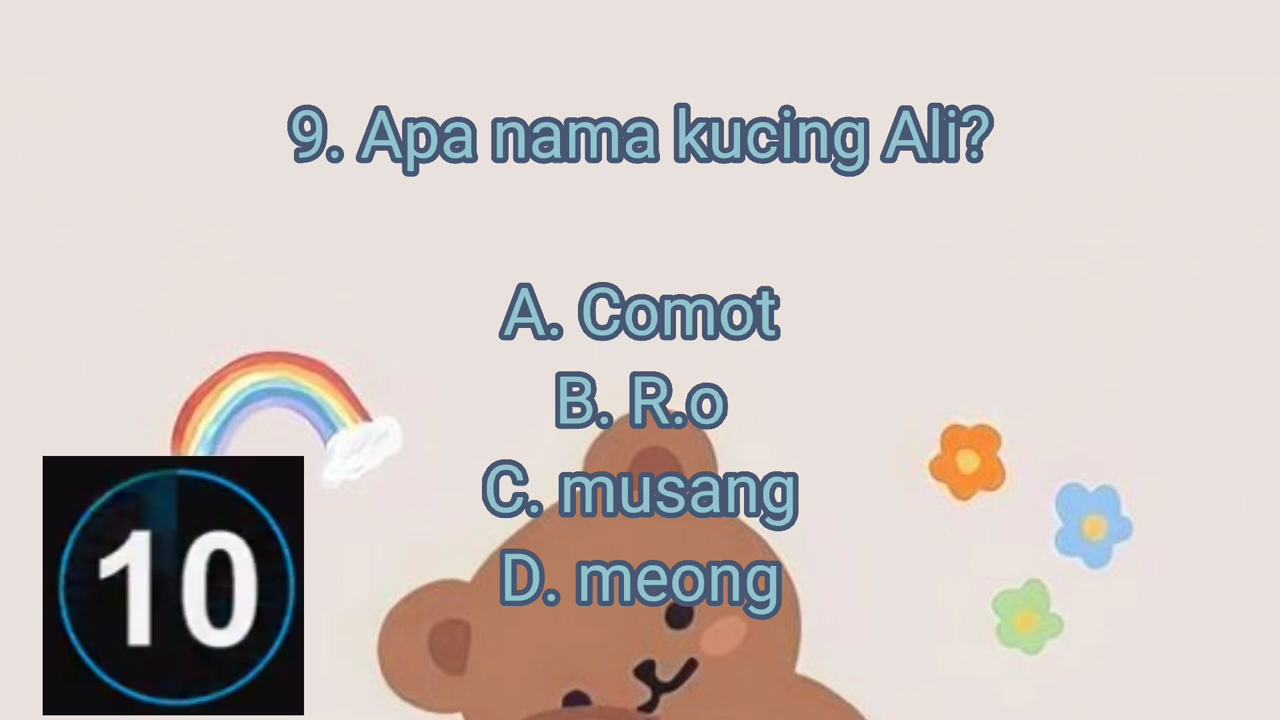 9. Apa nama kucing Ali?
A. Comot
B. R.o
C. musang
D. meong
10